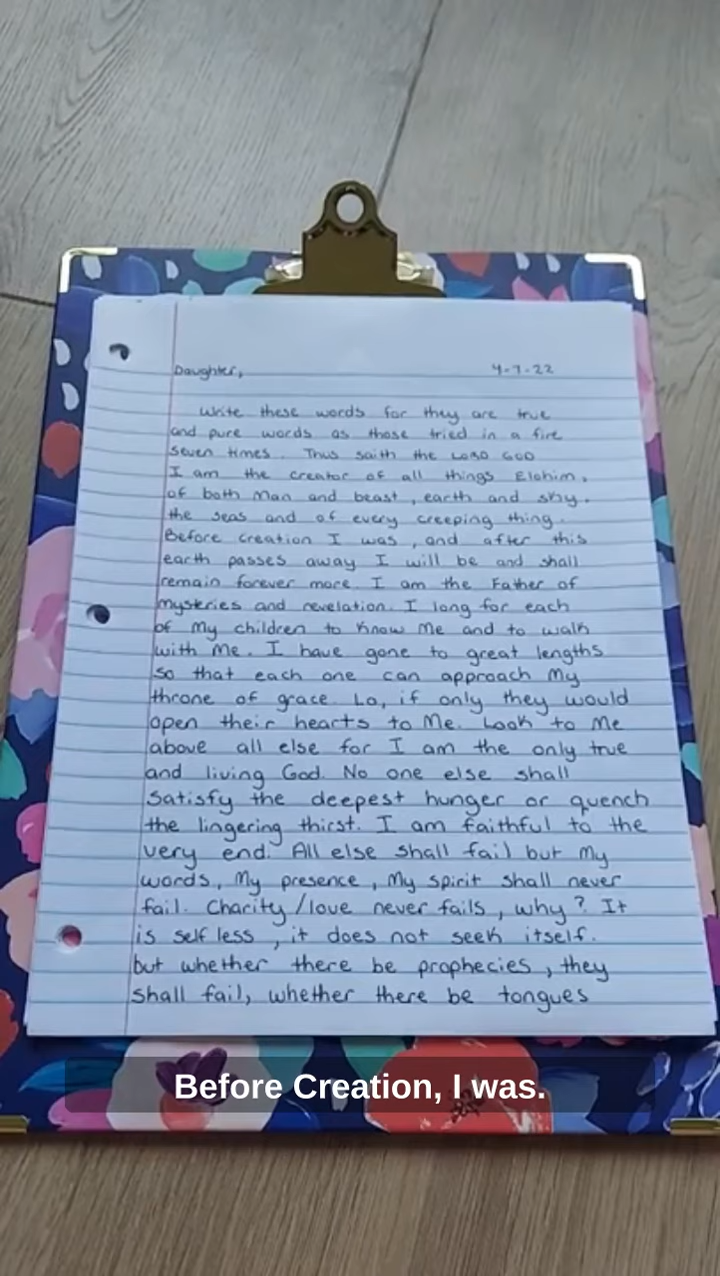 Daughter, 4-7-22
Write these words for they are true
and pure words as those tried in a fire
seven times. Thus saith the LORD GOD
I am the creator of all things Elohim,
of both man and beast, earth and sky.
the seas and of every creeping thing.
Before creation I was, and after this
earth passes away I will be and shall
remain forever more. I am the Father of
mysteries and revelation. I long for each
of My children to know Me and to walk
with Me. I have gone to great lengths
so that each one can approach My
throne of grace. Lo, if only they would
open their hearts to Me. Look to Me
above all else for I am the only true
and living God. No one else shall
satisfy the deepest hunger or quench
the lingering thirst. I am faithful to the
very end. All else shall fail but My
words, My presence, My spirit shall never
fail. Charity/love never fails, why? It
is self less, it does not seek itself.
but whether there be prophecies, they
shall fail, whether there be tongues
Before Creation, I was.